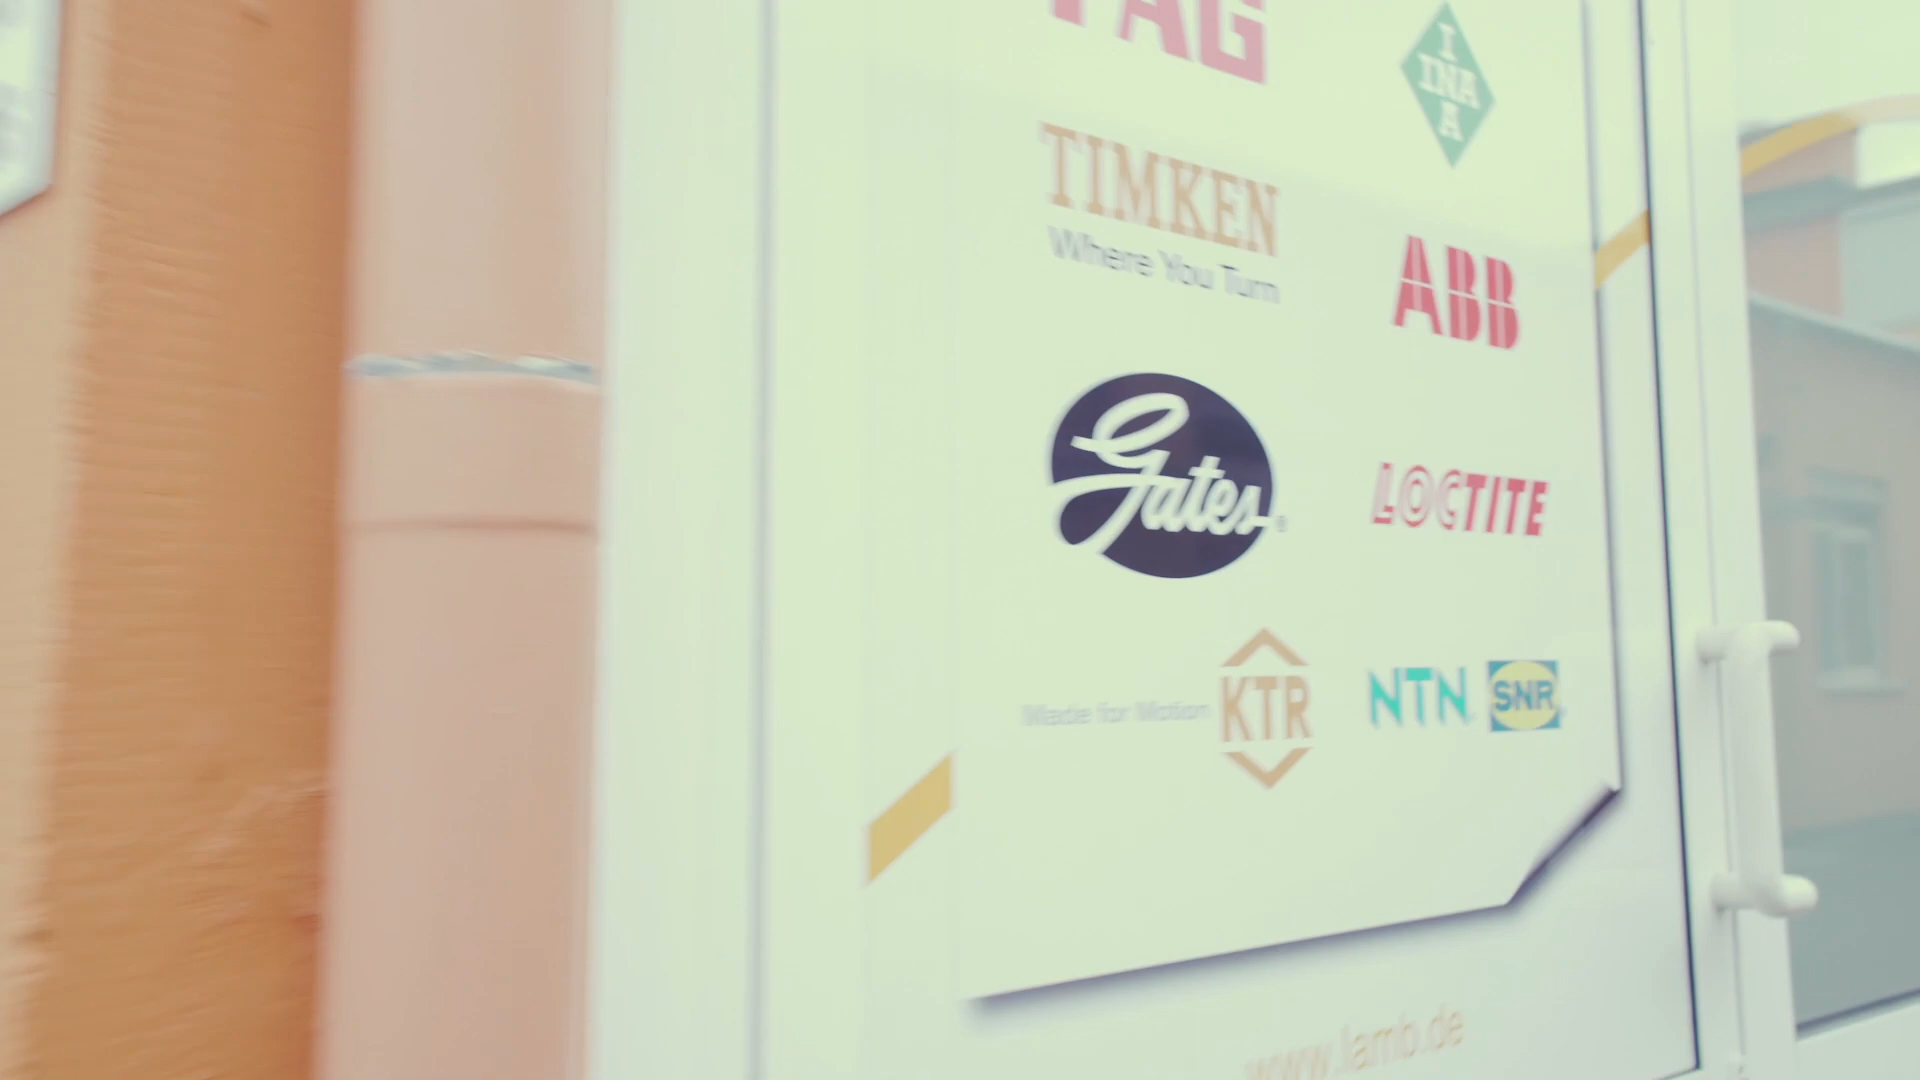 FAG
I
INA
A
TIMKEN
Where You Turn
ABB
Gates®
LOCTITE
Made for Motion KTR
NTN SNR
www.lamb.de